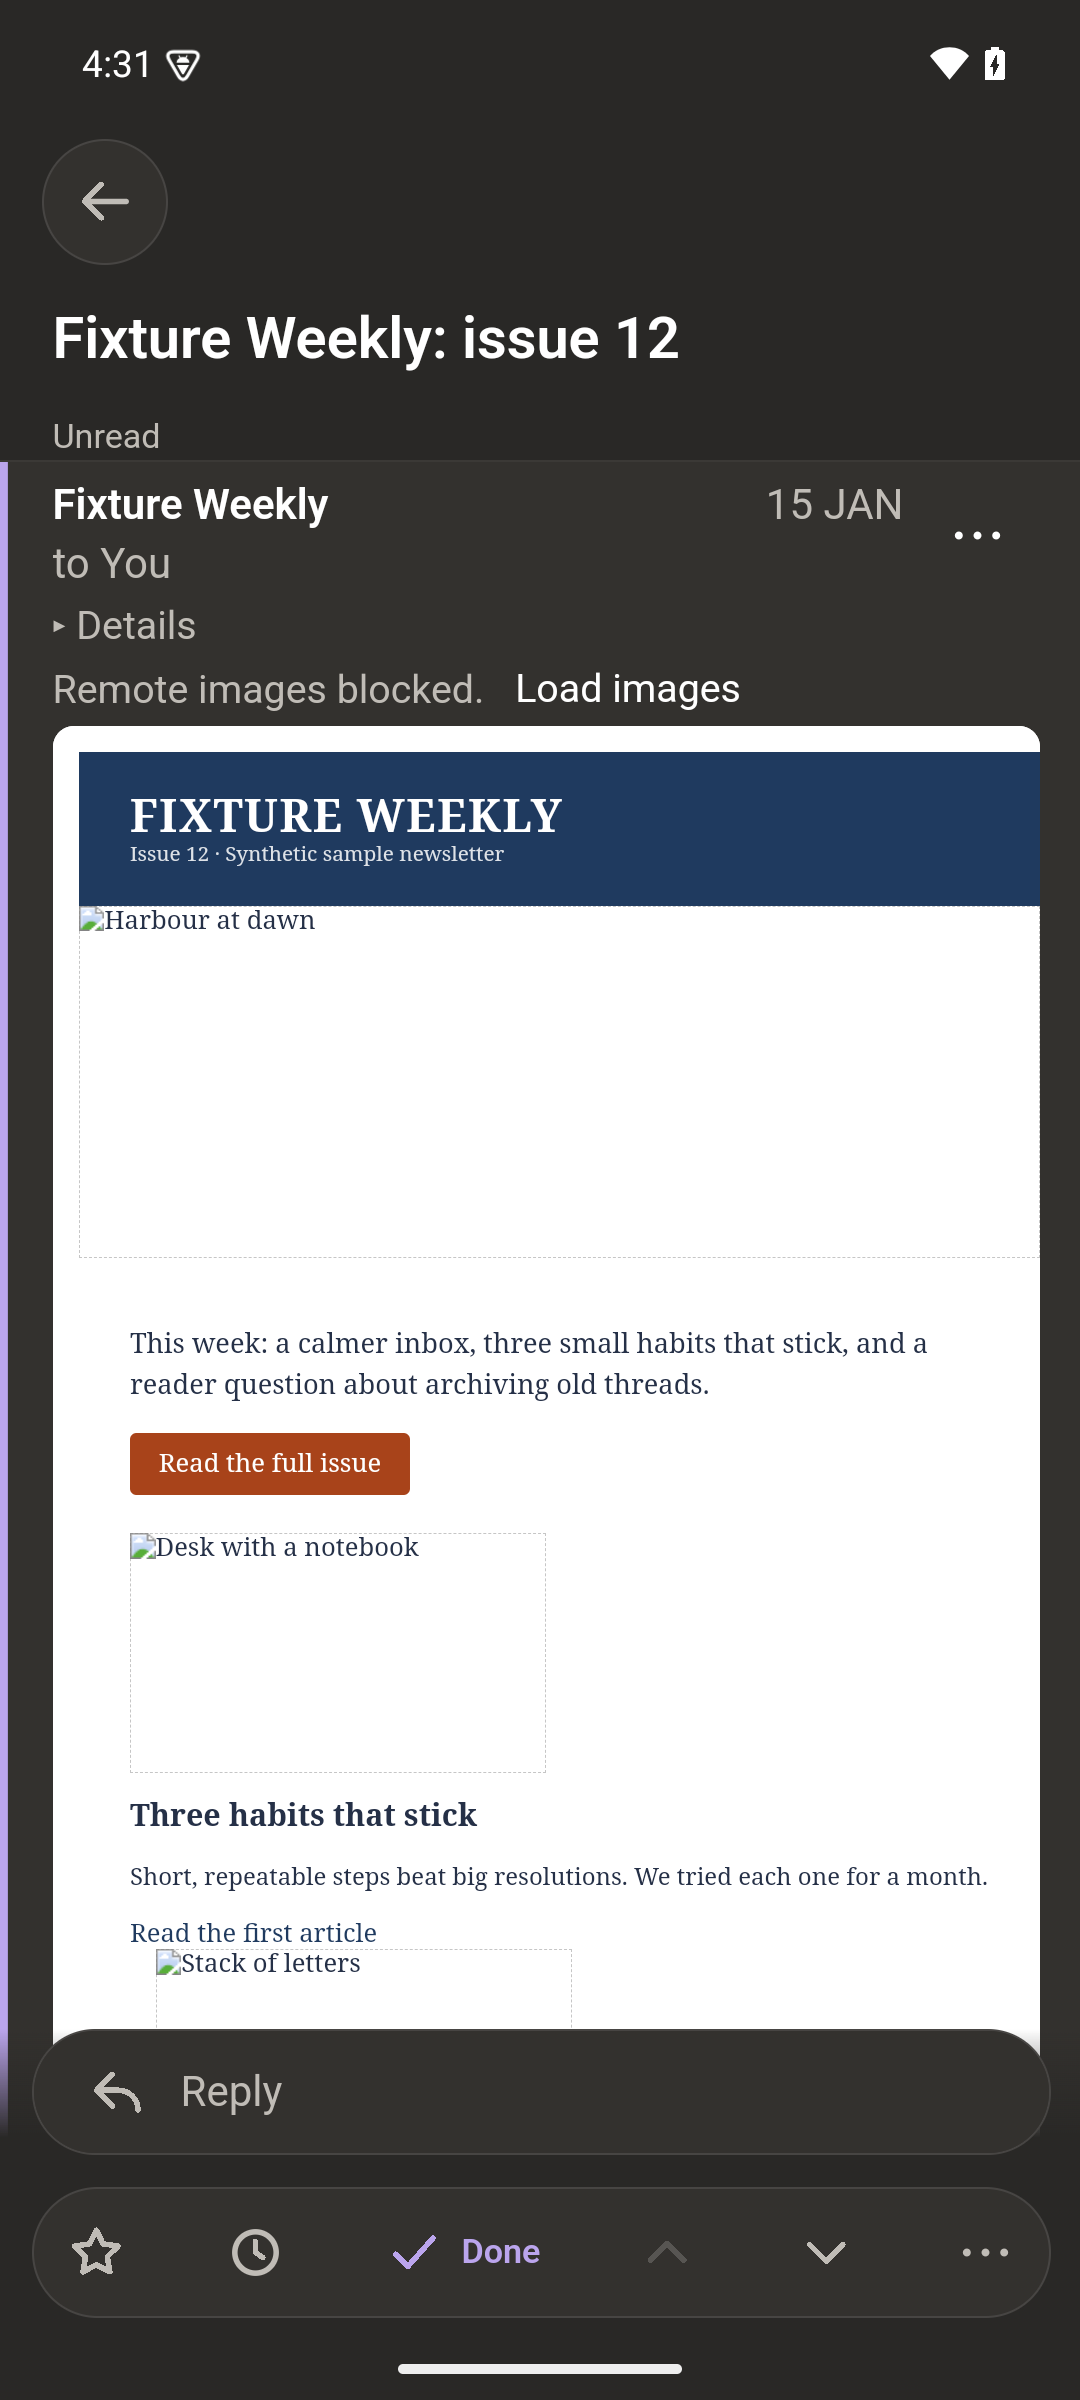 4:31
Fixture Weekly: issue 12
Unread
Fixture Weekly
15 JAN
to You
Details
Remote images blocked. Load images
FIXTURE WEEKLY
Issue 12 · Synthetic sample newsletter
Harbour at dawn
This week: a calmer inbox, three small habits that stick, and a
reader question about archiving old threads.
Read the full issue
Desk with a notebook
Three habits that stick
Short, repeatable steps beat big resolutions. We tried each one for a month.
Read the first article
Stack of letters
Reply
Done